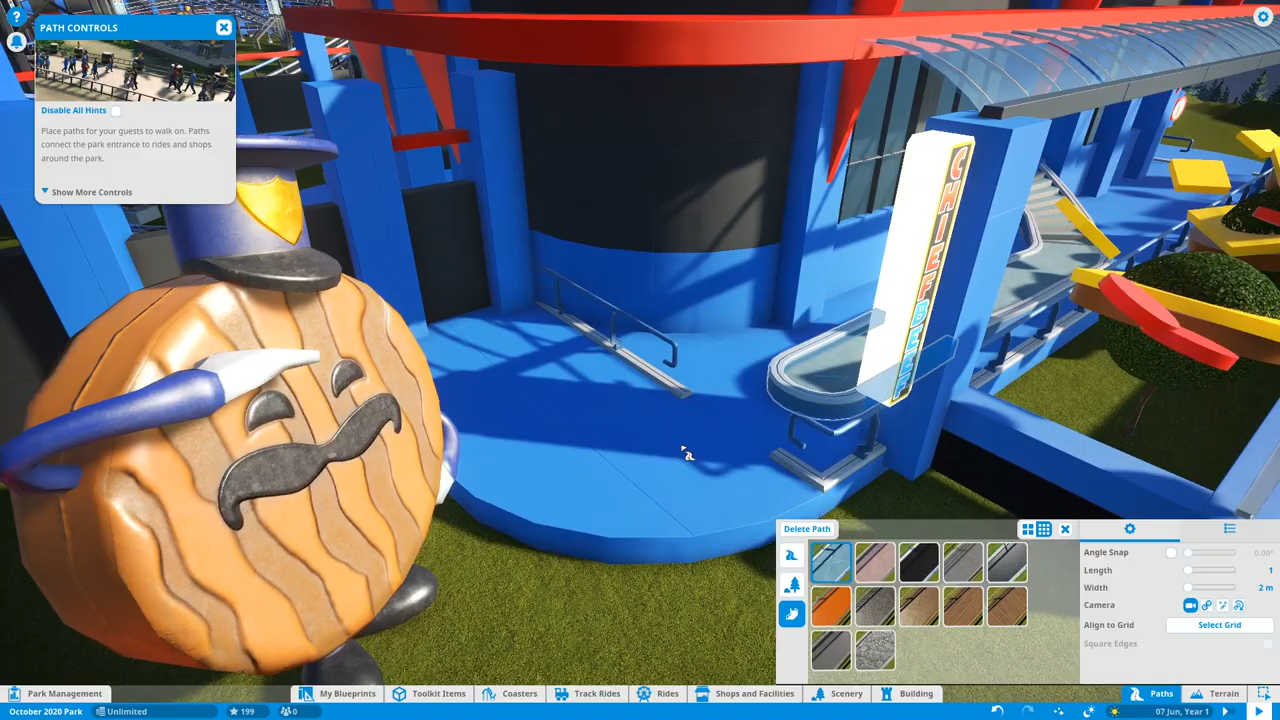 PATH CONTROLS
Disable All Hints
Place paths for your guests to walk on. Paths
connect the park entrance to rides and shops
around the park.
Show More Controls
CHIEF BEEF
Delete Path
Angle Snap
0.00°
Length
1
Width
2 m
Camera
Align to Grid
Select Grid
Square Edges
Park Management
My Blueprints
Toolkit Items
Coasters
Track Rides
Rides
Shops and Facilities
Scenery
Building
Paths
Terrain
October 2020 Park
Unlimited
199
0
07 Jun, Year 1